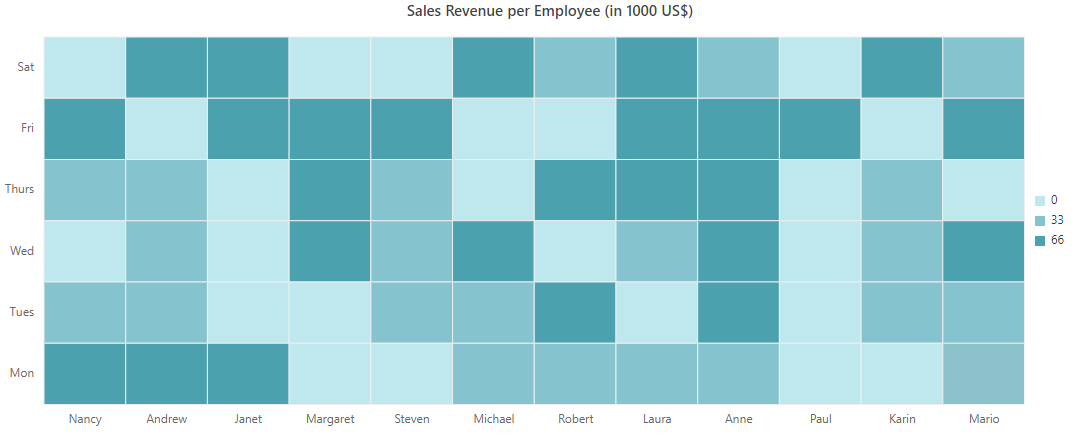 Sales Revenue per Employee (in 1000 US$)
Sat
Fri
Thurs
Wed
Tues
Mon
Nancy Andrew Janet Margaret Steven Michael Robert Laura Anne Paul Karin Mario
0
33
66